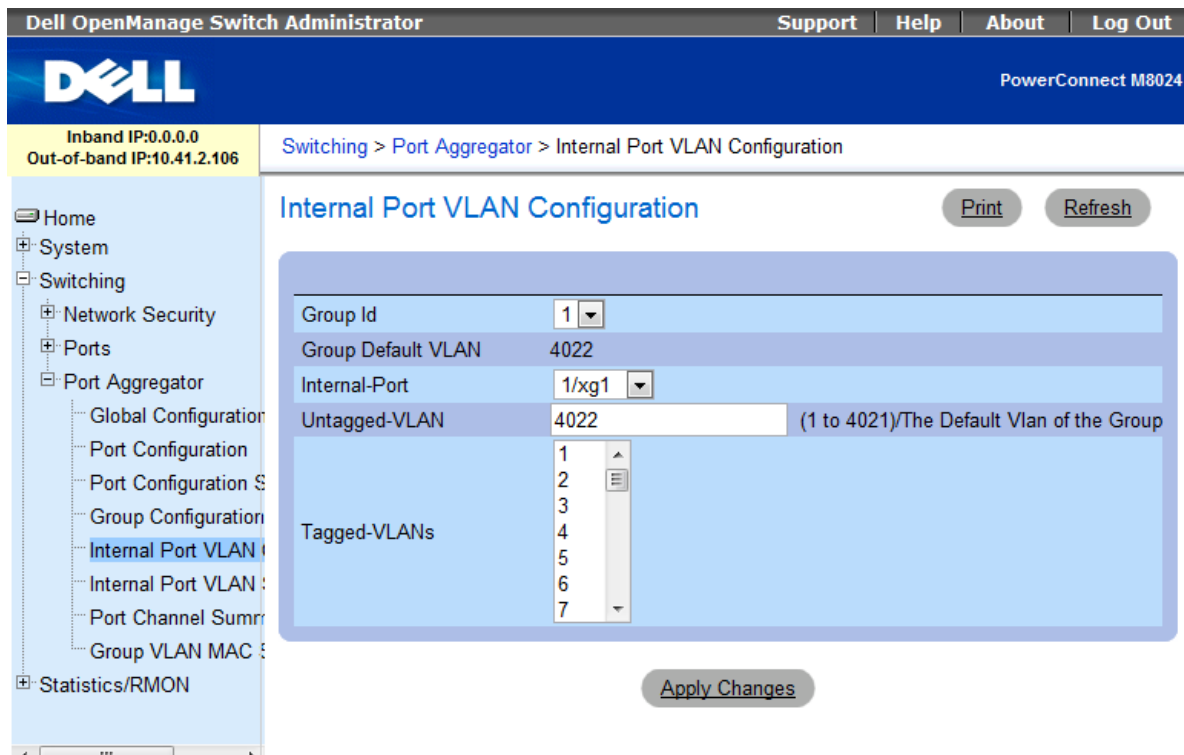 Dell OpenManage Switch Administrator
Support | Help | About | Log Out
DELL
PowerConnect M8024
Inband IP:0.0.0.0
Out-of-band IP:10.41.2.106
Switching > Port Aggregator > Internal Port VLAN Configuration
Home
System
Switching
Network Security
Ports
Port Aggregator
Global Configuration
Port Configuration
Port Configuration S
Group Configuration
Internal Port VLAN
Internal Port VLAN
Port Channel Summ
Group VLAN MAC
Statistics/RMON
Internal Port VLAN Configuration
Print
Refresh
Group Id 1
Group Default VLAN 4022
Internal-Port 1/xg1
Untagged-VLAN 4022 (1 to 4021)/The Default Vlan of the Group
Tagged-VLANs
1
2
3
4
5
6
7
Apply Changes